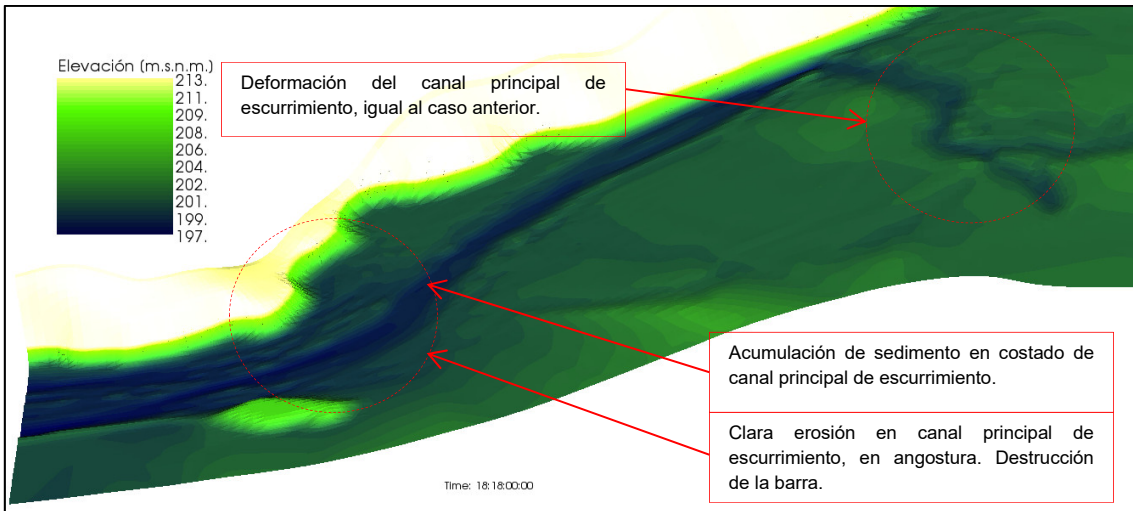 Elevación (m.s.n.m.)
213.
211.
209.
207.
206.
204.
202.
201.
199.
197.
Deformación del canal principal de
escurrimiento, igual al caso anterior.
Acumulación de sedimento en costado de
canal principal de escurrimiento.
Clara erosión en canal principal de
escurrimiento, en angostura. Destrucción
de la barra.
Time: 18:18:00:00